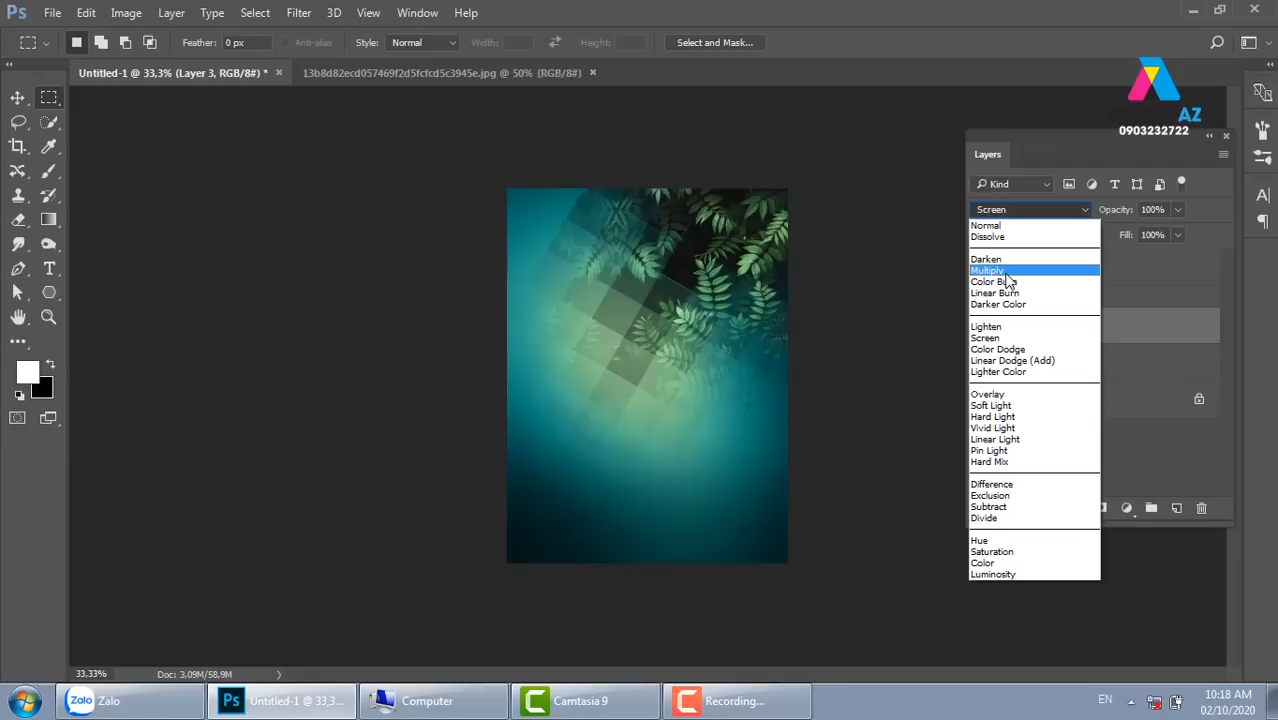 Ps File Edit Image Layer Type Select Filter 3D View Window Help
Feather: 0 px Anti-alias Style: Normal Width: Height: Select and Mask...
Untitled-1 @ 33,3% (Layer 3, RGB/8#) * × 13b8d82ecd057469f2d5fcfcd5c3945e.jpg @ 50% (RGB/8#) ×
AZ
0903232722
Layers
Kind
Screen Opacity: 100%
Fill: 100%
Normal
Dissolve
Darken
Multiply
Color Burn
Linear Burn
Darker Color
Lighten
Screen
Color Dodge
Linear Dodge (Add)
Lighter Color
Overlay
Soft Light
Hard Light
Vivid Light
Linear Light
Pin Light
Hard Mix
Difference
Exclusion
Subtract
Divide
Hue
Saturation
Color
Luminosity
33,33% Doc: 3,09M/58,9M
Zalo Zalo Ps Untitled-1 @ 33,3... Computer Camtasia 9 Recording... EN 10:18 AM
02/10/2020